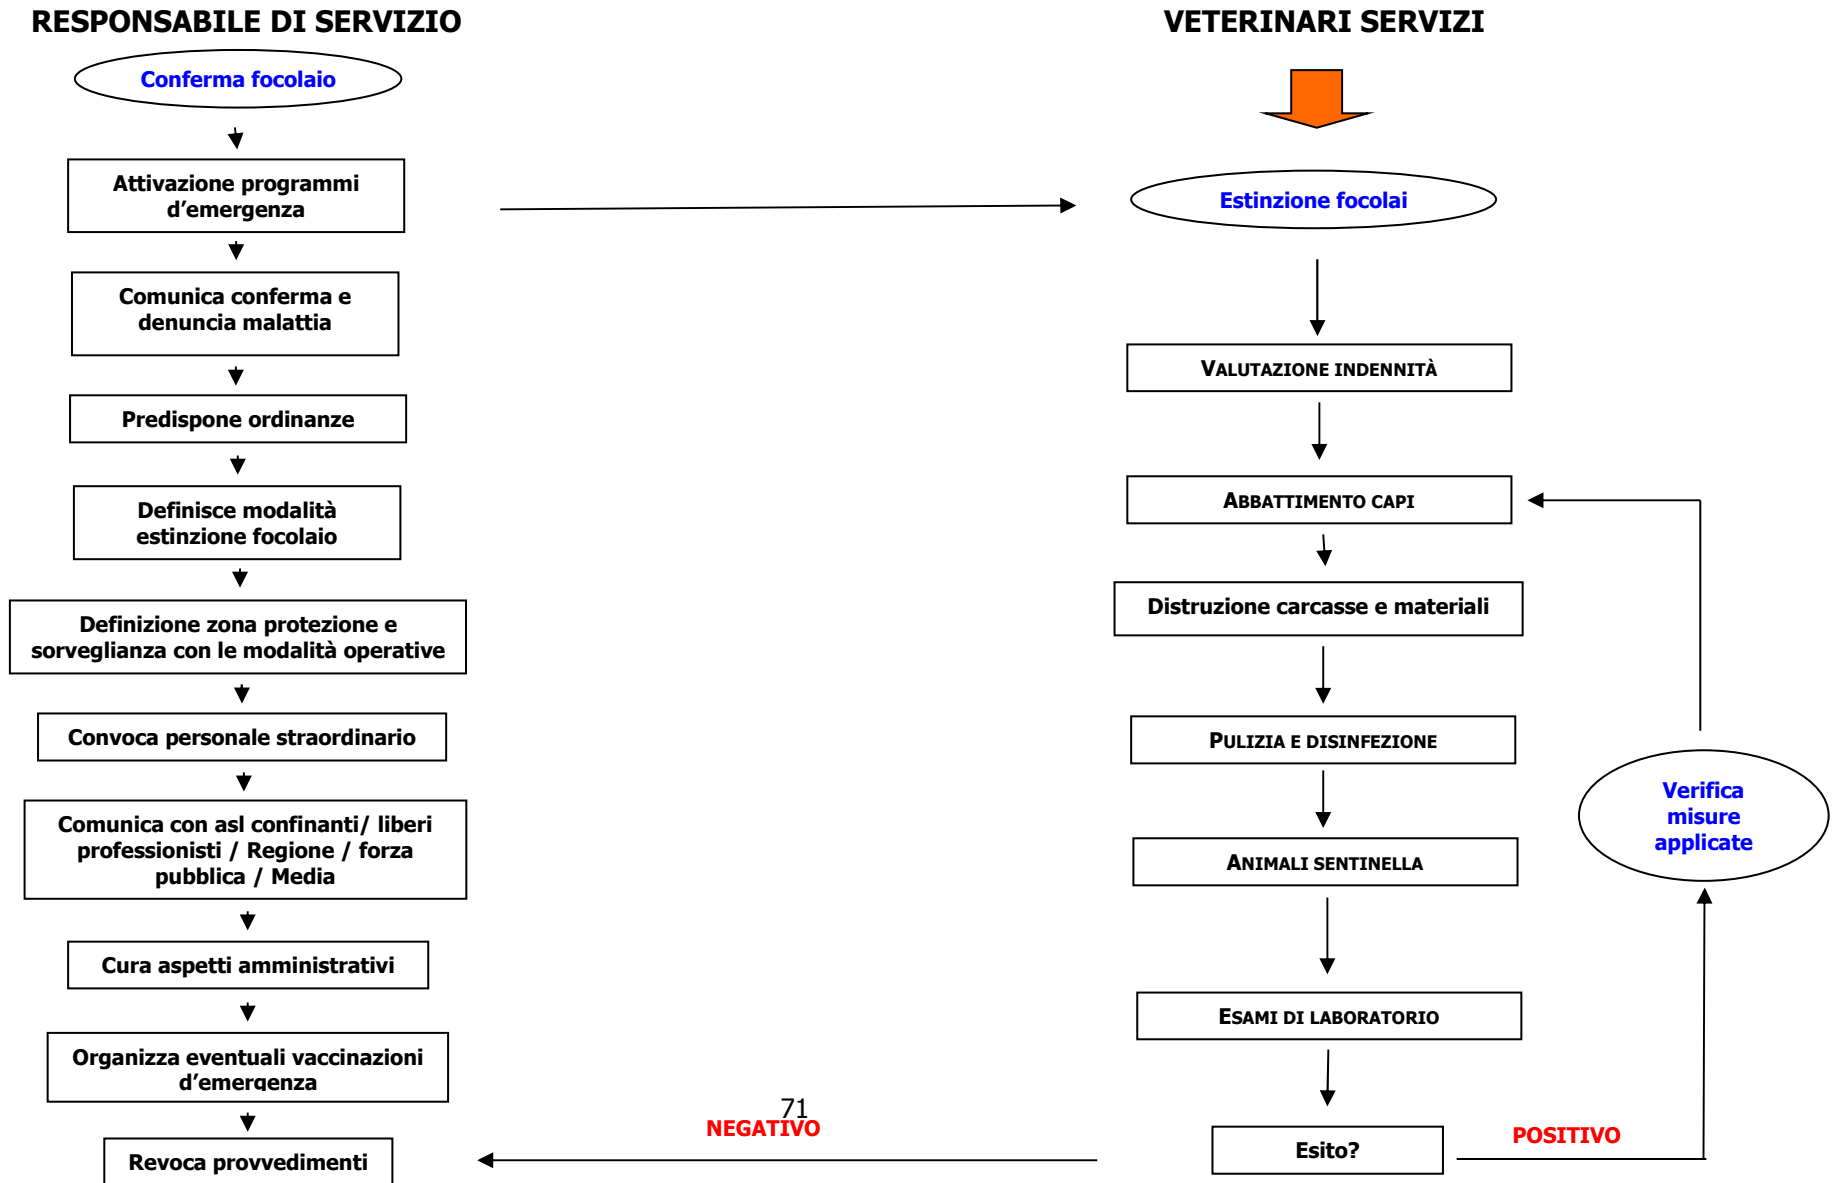 RESPONSABILE DI SERVIZIO
Conferma focolaio
Attivazione programmi
d'emergenza
Comunica conferma e
denuncia malattia
Predispone ordinanze
Definisce modalità
estinzione focolaio
Definizione zona protezione e
sorveglianza con le modalità operative
Convoca personale straordinario
Comunica con asl confinanti/ liberi
professionisti / Regione / forza
pubblica / Media
Cura aspetti amministrativi
Organizza eventuali vaccinazioni
d'emergenza
Revoca provvedimenti
VETERINARI SERVIZI
Estinzione focolai
VALUTAZIONE INDENNITÀ
ABBATTIMENTO CAPI
Distruzione carcasse e materiali
PULIZIA E DISINFEZIONE
ANIMALI SENTINELLA
ESAMI DI LABORATORIO
Esito?
Verifica
misure
applicate
POSITIVO
71
NEGATIVO